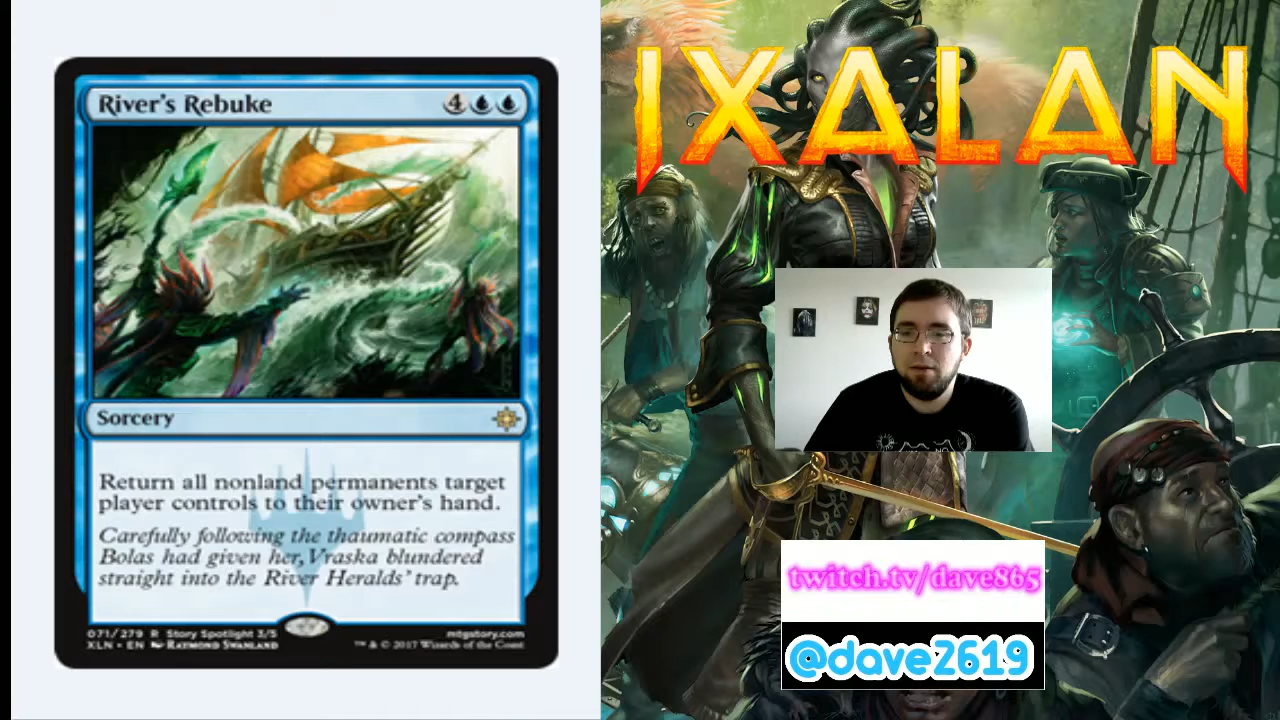 River's Rebuke
4
Sorcery
Return all nonland permanents target
player controls to their owner's hand.
Carefully following the thaumatic compass
Bolas had given her, Vraska blundered
straight into the River Heralds' trap.
071/279 R Story Spotlight 3/5
XLN • EN Raymond Swanland
mtgstory.com
™ & © 2017 Wizards of the Coast
IXALAN
twitch.tv/dave865
@dave2619